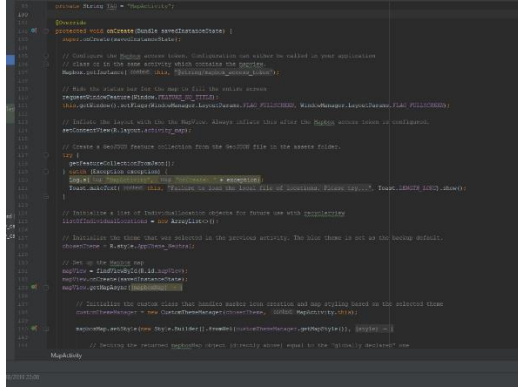 private String TAG = "MapActivity";
@Override
protected void onCreate(Bundle savedInstanceState) {
super.onCreate(savedInstanceState);
// Configure the Mapbox access token. Configuration can either be called in your application
// class or in the same activity which contains the mapview.
Mapbox.getInstance( this, "@string/mapbox_access_token");
// Hide the status bar for the map to fill the entire screen
requestWindowFeature(Window.FEATURE_NO_TITLE);
this.getWindow().setFlags(WindowManager.LayoutParams.FLAG_FULLSCREEN, WindowManager.LayoutParams.FLAG_FULLSCREEN);
// Inflate the layout with the the MapView. Always inflate this after the Mapbox access token is configured.
setContentView(R.layout.activity_map);
// Create a GeoJSON feature collection from the GeoJSON file in the assets folder.
try {
getFeatureCollectionFromJson();
} catch (Exception exception) {
"MapActivity", "onCreate: " + exception);
Toast.makeText( this, "Failure to load the local file of locations. Please try...", Toast.LENGTH_LONG).show();
}
// Initialize a list of IndividualLocation objects for future use with recyclerview
listOfIndividualLocations = new ArrayList<>();
// Initialize the theme that was selected in the previous activity. The blue theme is set as the backup default.
chosenTheme = R.style.AppTheme_Neutral;
// Set up the Mapbox map
mapView = findViewById(R.id.mapView);
mapView.onCreate(savedInstanceState);
mapView.getMapAsync((mapboxMap) → {
// Initialize the custom class that handles marker icon creation and map styling based on the selected theme
customThemeManager = new CustomThemeManager(chosenTheme, MapActivity.this);
mapboxMap.setStyle(new Style.Builder().fromUrl(customThemeManager.getMapStyle()), (style) → {
// Setting the returned mapboxMap object (directly above) equal to the "globally declared" one
MapActivity